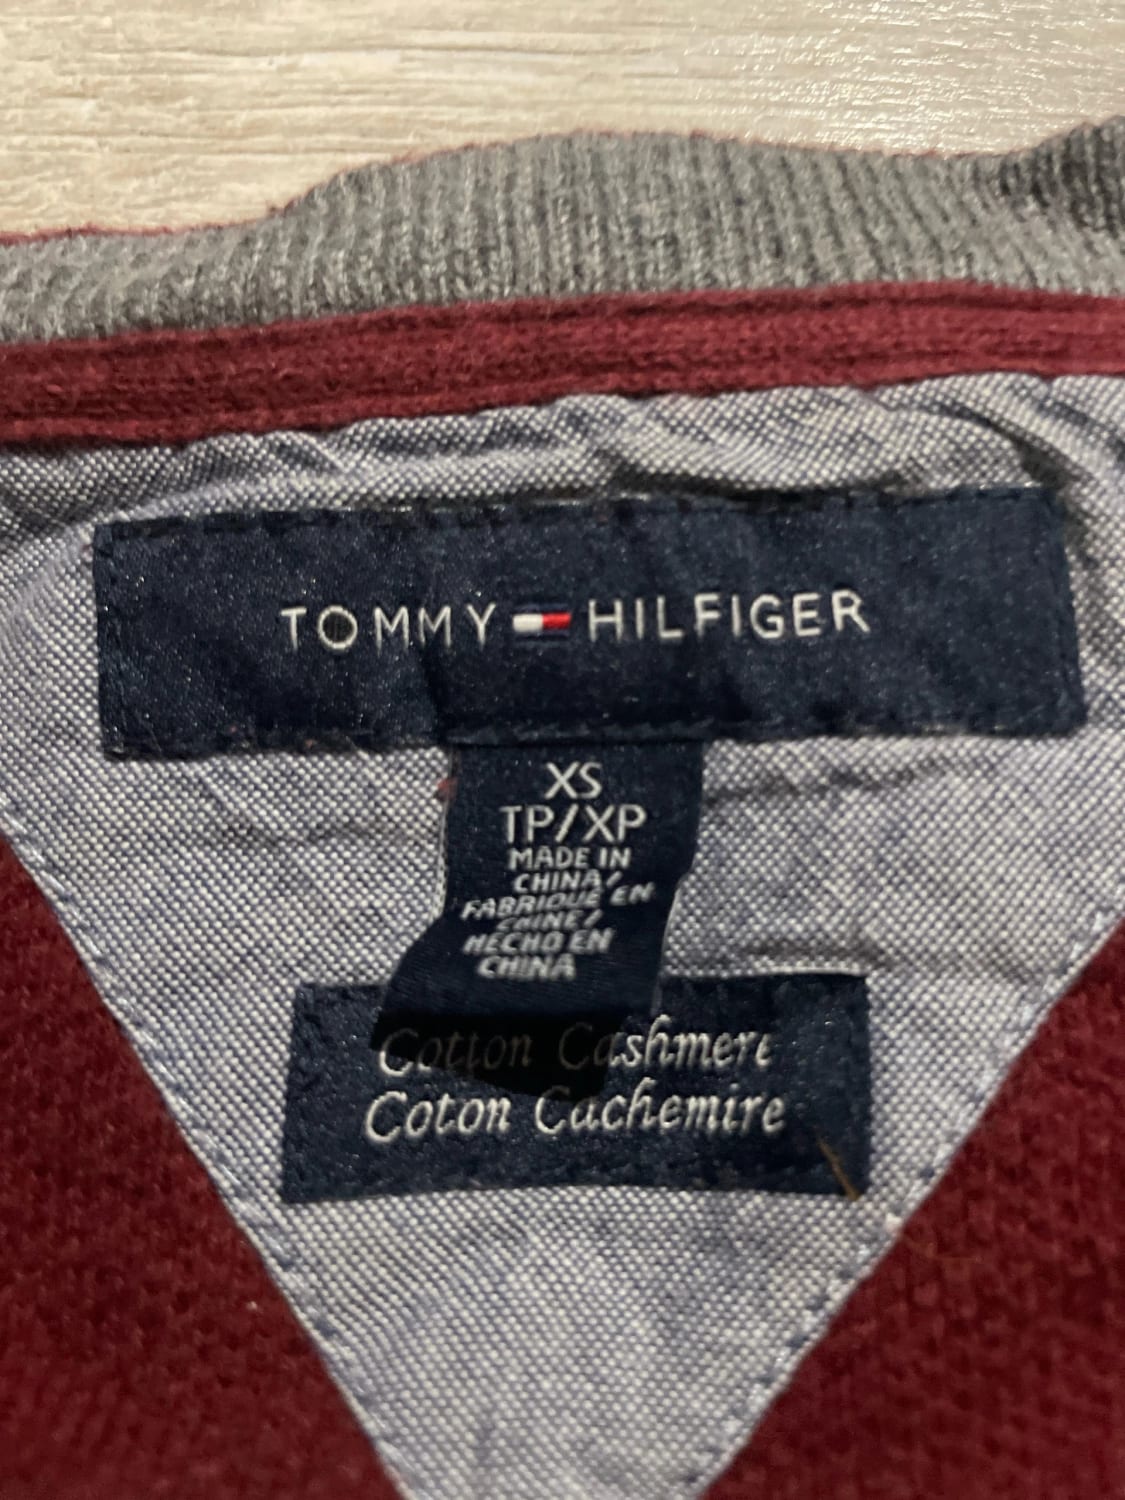 TOMMY HILFIGER
XS
TP/XP
MADE IN
CHINA/
FABRIQUÉ EN
CHINE/
HECHO EN
CHINA
Cotton Cashmere
Coton Cachemire